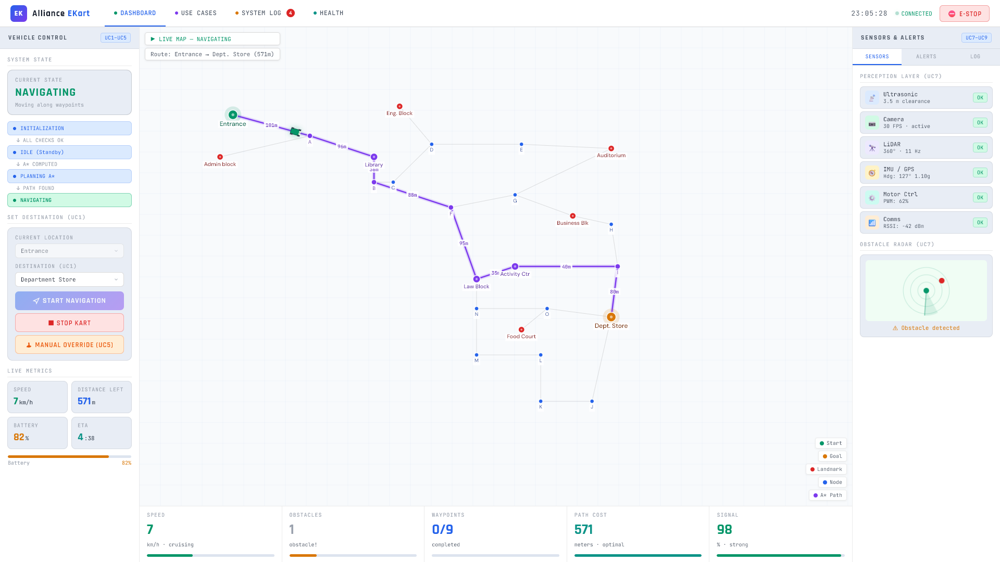 EK Alliance EKart
DASHBOARD
USE CASES
SYSTEM LOG 4
HEALTH
23:05:28
CONNECTED
⛔ E-STOP
VEHICLE CONTROL
UC1–UC5
SYSTEM STATE
CURRENT STATE
NAVIGATING
Moving along waypoints
INITIALIZATION
↓ ALL CHECKS OK
IDLE (Standby)
↓ A* COMPUTED
PLANNING A*
↓ PATH FOUND
NAVIGATING
SET DESTINATION (UC1)
CURRENT LOCATION
Entrance
DESTINATION (UC1)
Department Store
START NAVIGATION
STOP KART
MANUAL OVERRIDE (UC5)
LIVE METRICS
SPEED
7 km/h
DISTANCE LEFT
571 m
BATTERY
82 %
ETA
4 :38
Battery 82%
▶ LIVE MAP — NAVIGATING
Route: Entrance → Dept. Store (571m)
Eng. Block
Entrance
101m
A
96m
D
E
Auditorium
Admin block
Library
36m
B
C
88m
G
F
Business Blk
H
95m
35m
Activity Ctr
40m
I
Law Block
80m
N
O
Dept. Store
Food Court
M
L
K
J
Start
Goal
Landmark
Node
A* Path
SPEED
7
km/h · cruising
OBSTACLES
1
obstacle!
WAYPOINTS
0/9
completed
PATH COST
571
meters · optimal
SIGNAL
98
% · strong
SENSORS & ALERTS
UC7–UC9
SENSORS
ALERTS
LOG
PERCEPTION LAYER (UC7)
Ultrasonic
3.5 m clearance
OK
Camera
30 FPS · active
OK
LiDAR
360° · 11 Hz
OK
IMU / GPS
Hdg: 127° 1.10g
OK
Motor Ctrl
PWM: 62%
OK
Comms
RSSI: -42 dBm
OK
OBSTACLE RADAR (UC7)
⚠ Obstacle detected